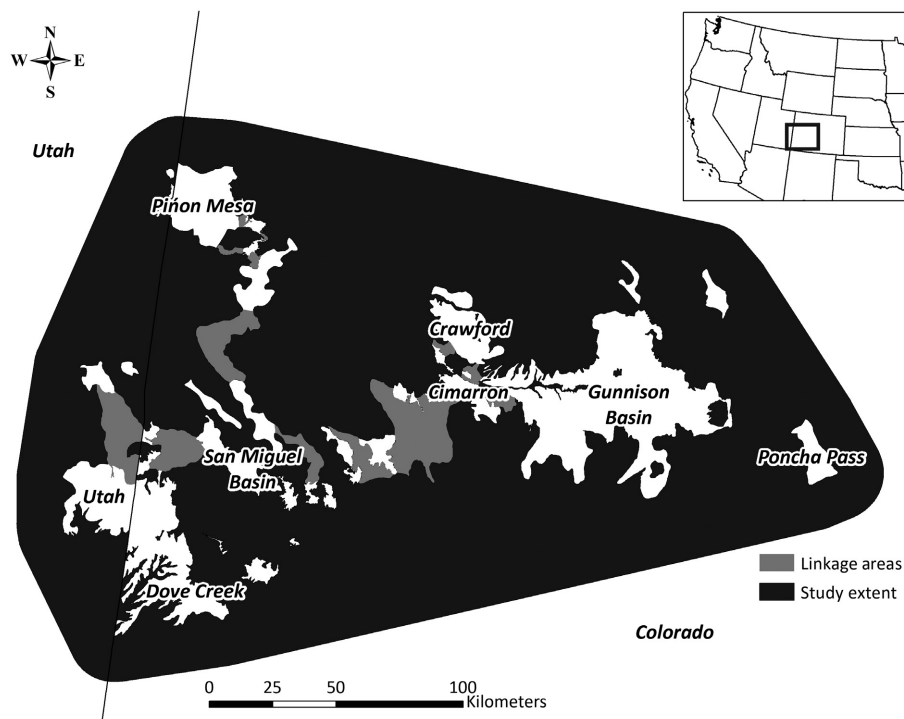 N
W E
S
Utah
Piñon Mesa
Crawford
Cimarron
Gunnison
Basin
San Miguel
Basin
Poncha Pass
Utah
Dove Creek
Linkage areas
Study extent
Colorado
0 25 50 100
Kilometers